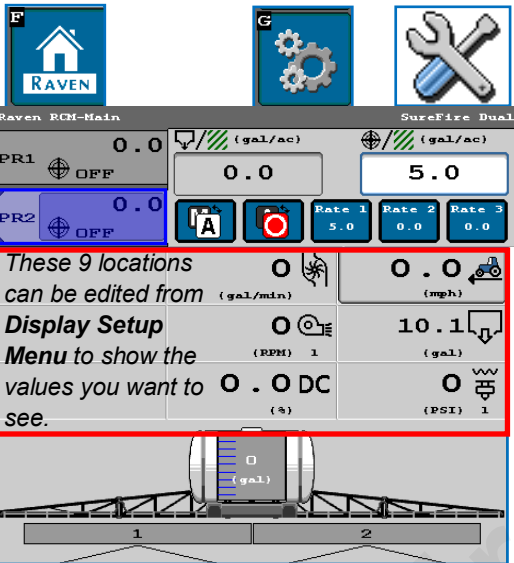 F
RAVEN
G
Raven RCM-Main
SureFire Dual
PR1
0.0
OFF
/ (gal/ac)
0.0
/ (gal/ac)
5.0
PR2
0.0
OFF
A
Rate 1
5.0
Rate 2
0.0
Rate 3
0.0
These 9 locations
can be edited from
Display Setup
Menu to show the
values you want to
see.
0
(gal/min)
0.0
(mph)
0
(RPM) 1
10.1
(gal)
0.0 DC
(%)
0
(PSI) 1
0
(gal)
1
2